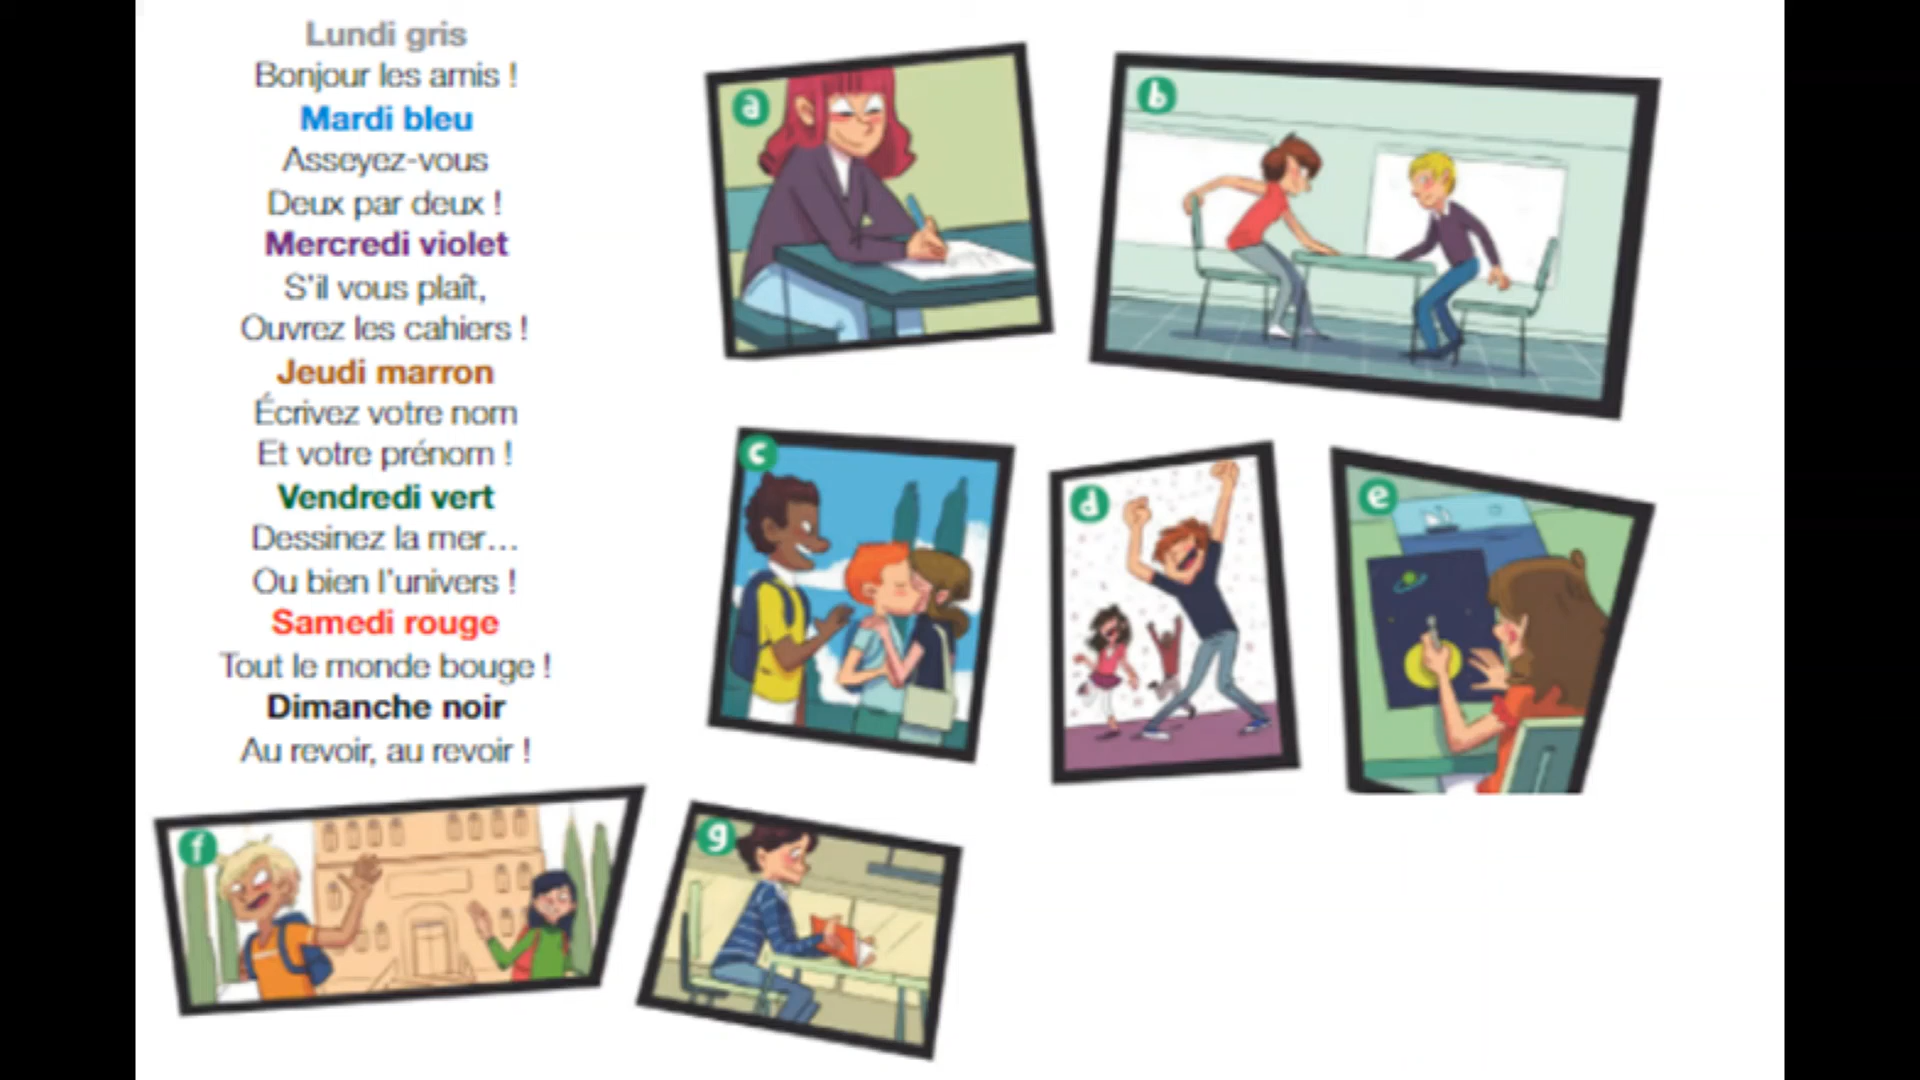 Lundi gris
Bonjour les amis !
Mardi bleu
Asseyez-vous
Deux par deux !
Mercredi violet
S'il vous plaît,
Ouvrez les cahiers !
Jeudi marron
Écrivez votre nom
Et votre prénom !
Vendredi vert
Dessinez la mer...
Ou bien l'univers !
Samedi rouge
Tout le monde bouge !
Dimanche noir
Au revoir, au revoir !
a
b
c
d
e
f
g